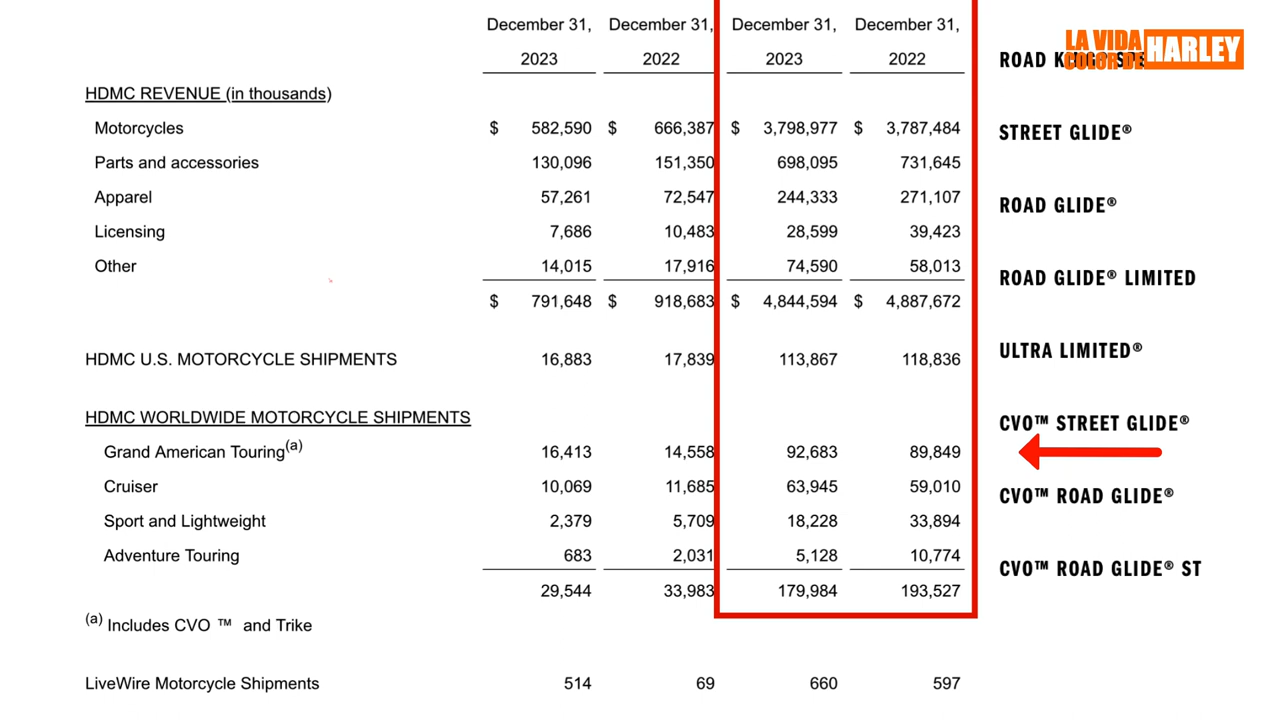 December 31, December 31, December 31, December 31,
2023 2022 2023 2022
HDMC REVENUE (in thousands)
Motorcycles $ 582,590 $ 666,387 $ 3,798,977 $ 3,787,484
Parts and accessories 130,096 151,350 698,095 731,645
Apparel 57,261 72,547 244,333 271,107
Licensing 7,686 10,483 28,599 39,423
Other 14,015 17,916 74,590 58,013
$ 791,648 $ 918,683 $ 4,844,594 $ 4,887,672
HDMC U.S. MOTORCYCLE SHIPMENTS 16,883 17,839 113,867 118,836
HDMC WORLDWIDE MOTORCYCLE SHIPMENTS
Grand American Touring(a) 16,413 14,558 92,683 89,849
Cruiser 10,069 11,685 63,945 59,010
Sport and Lightweight 2,379 5,709 18,228 33,894
Adventure Touring 683 2,031 5,128 10,774
29,544 33,983 179,984 193,527
(a) Includes CVO ™ and Trike
LiveWire Motorcycle Shipments 514 69 660 597
LA VIDA
COLOR DE
HARLEY
ROAD
STREET GLIDE®
ROAD GLIDE®
ROAD GLIDE® LIMITED
ULTRA LIMITED®
CVO™ STREET GLIDE®
CVO™ ROAD GLIDE®
CVO™ ROAD GLIDE® ST